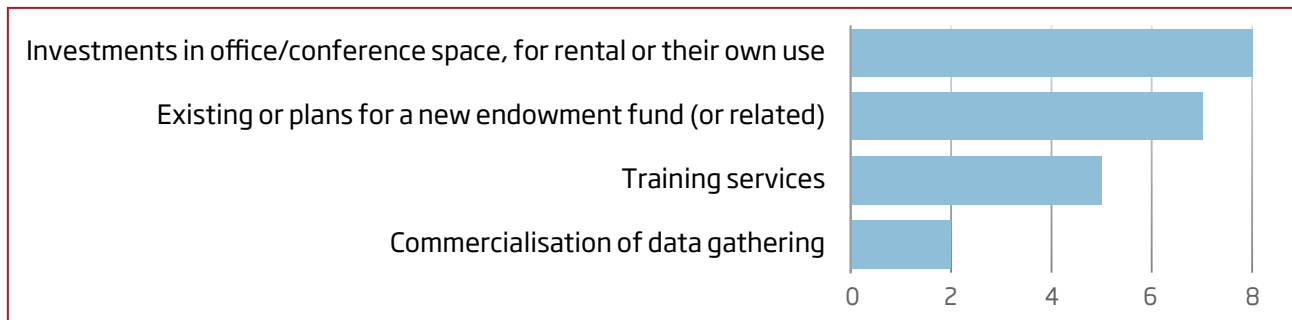 Investments in office/conference space, for rental or their own use
Existing or plans for a new endowment fund (or related)
Training services
Commercialisation of data gathering
0 2 4 6 8